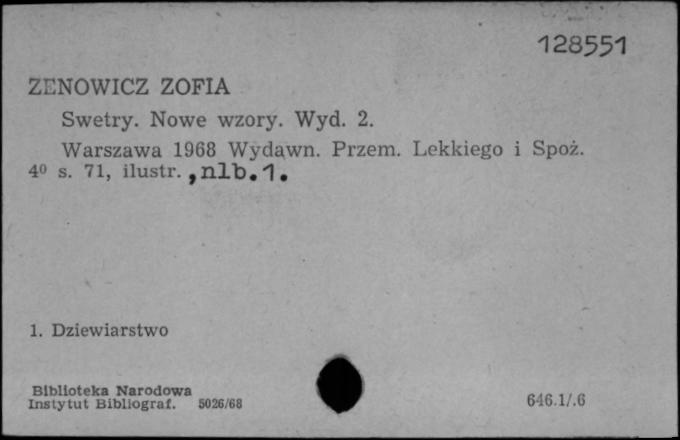 128551
ZENOWICZ ZOFIA
Swetry. Nowe wzory. Wyd. 2.
Warszawa 1968 Wydawn. Przem. Lekkiego i Spoż.
4⁰ s. 71, ilustr. , nlb. 1.
1. Dziewiarstwo
Biblioteka Narodowa
Instytut Bibliograf. 5026/68
646.1/.6